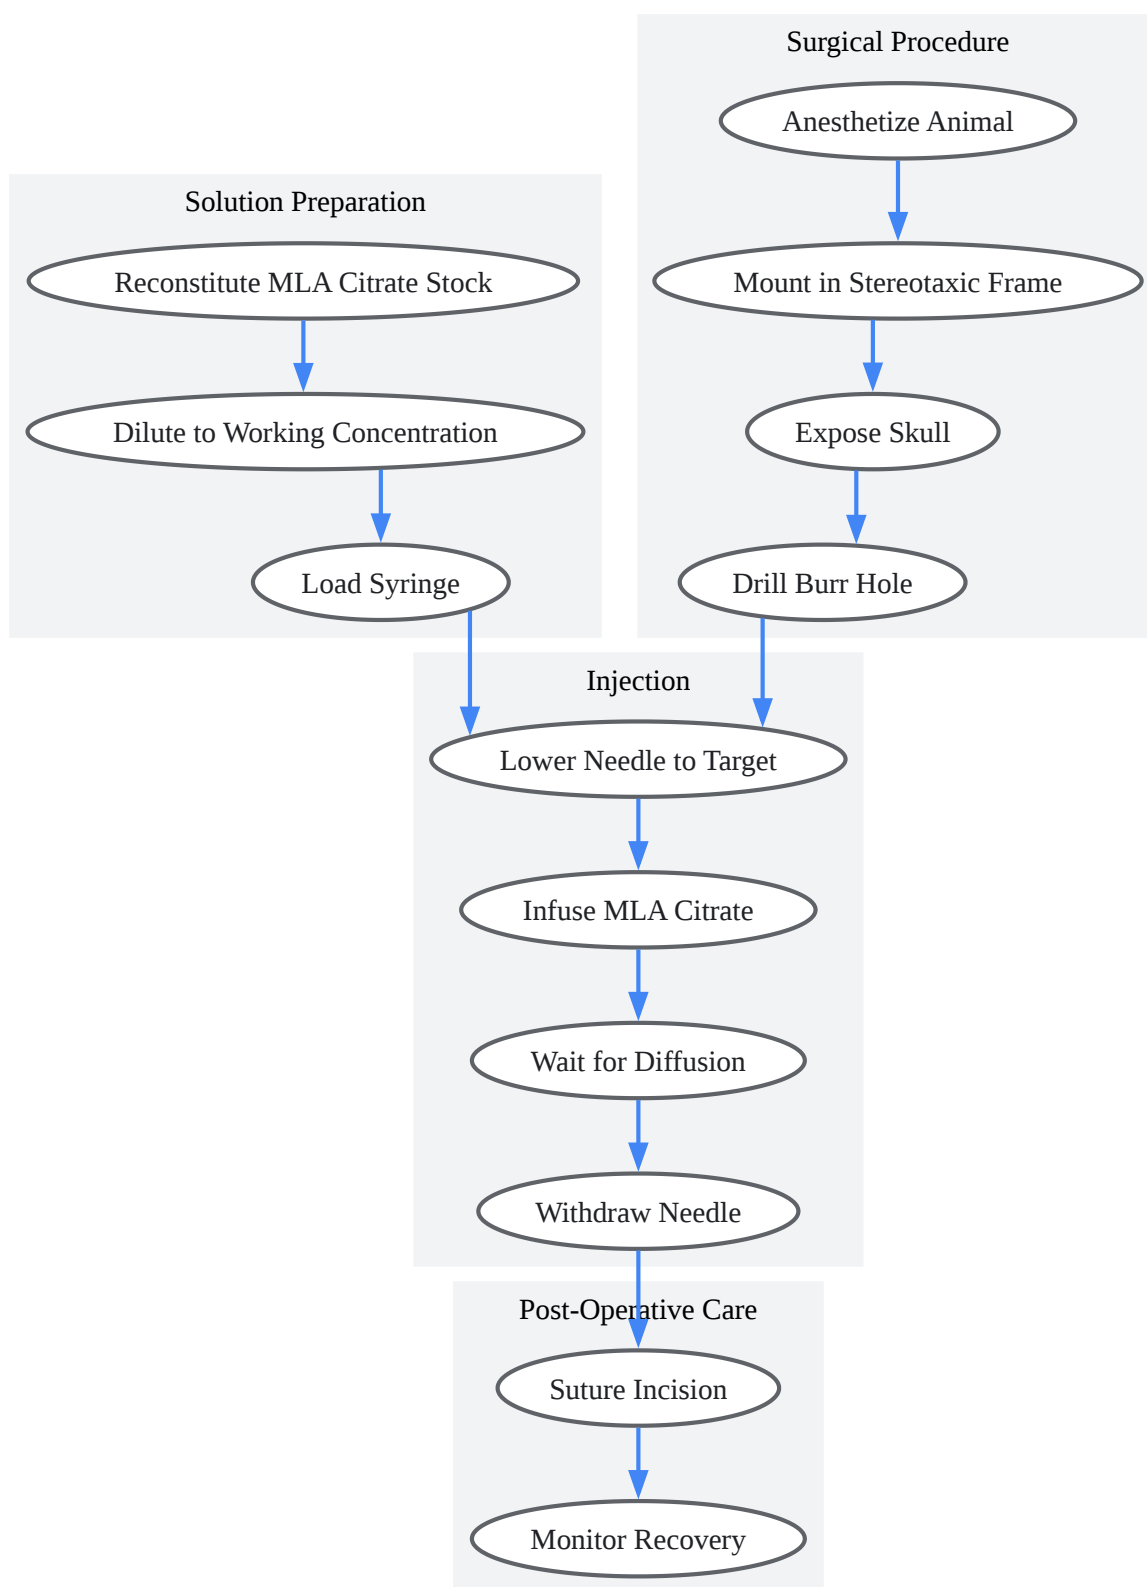 Surgical Procedure
Anesthetize Animal
Mount in Stereotaxic Frame
Expose Skull
Drill Burr Hole
Solution Preparation
Reconstitute MLA Citrate Stock
Dilute to Working Concentration
Load Syringe
Injection
Lower Needle to Target
Infuse MLA Citrate
Wait for Diffusion
Withdraw Needle
Post-Operative Care
Suture Incision
Monitor Recovery